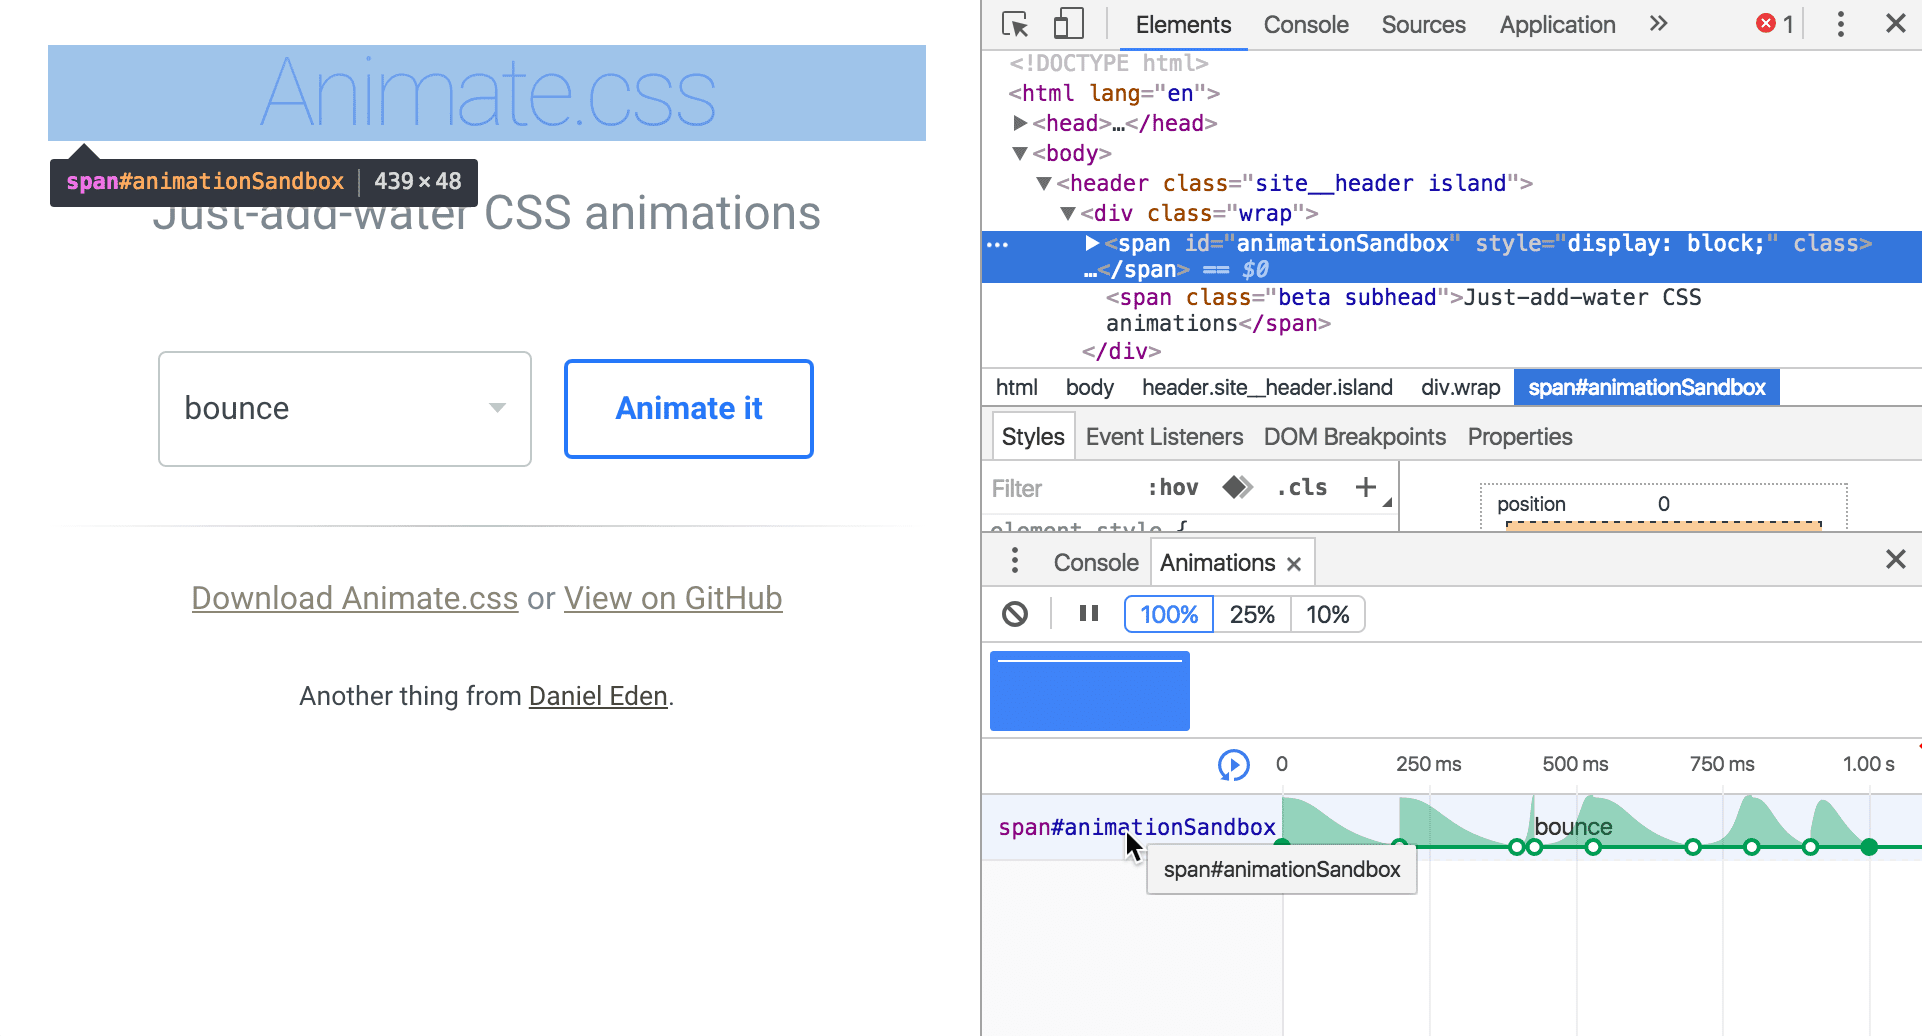 Animate.css
span#animationSandbox 439 × 48
Just-add-water CSS animations
bounce
Animate it
Download Animate.css or View on GitHub
Another thing from Daniel Eden.
Elements Console Sources Application » 1
<!DOCTYPE html>
<html lang="en">
<head>…</head>
<body>
<header class="site__header island">
<div class="wrap">
<span id="animationSandbox" style="display: block;" class>
…</span> == $0
<span class="beta subhead">Just-add-water CSS
animations</span>
</div>
html body header.site__header.island div.wrap span#animationSandbox
Styles Event Listeners DOM Breakpoints Properties
Filter :hov .cls +
element.style {
position 0
Console Animations
100% 25% 10%
0 250 ms 500 ms 750 ms 1.00 s
span#animationSandbox bounce
span#animationSandbox